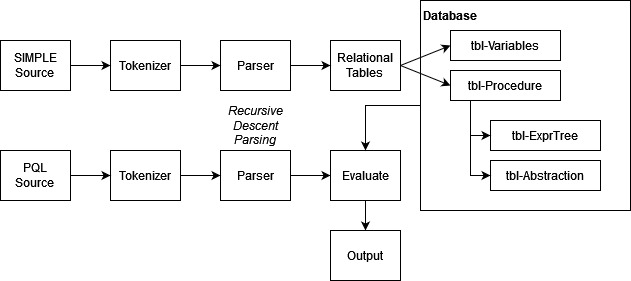 Database
SIMPLE
Source
Tokenizer
Parser
Relational
Tables
tbl-Variables
tbl-Procedure
Recursive
Descent
Parsing
tbl-ExprTree
PQL
Source
Tokenizer
Parser
Evaluate
tbl-Abstraction
Output